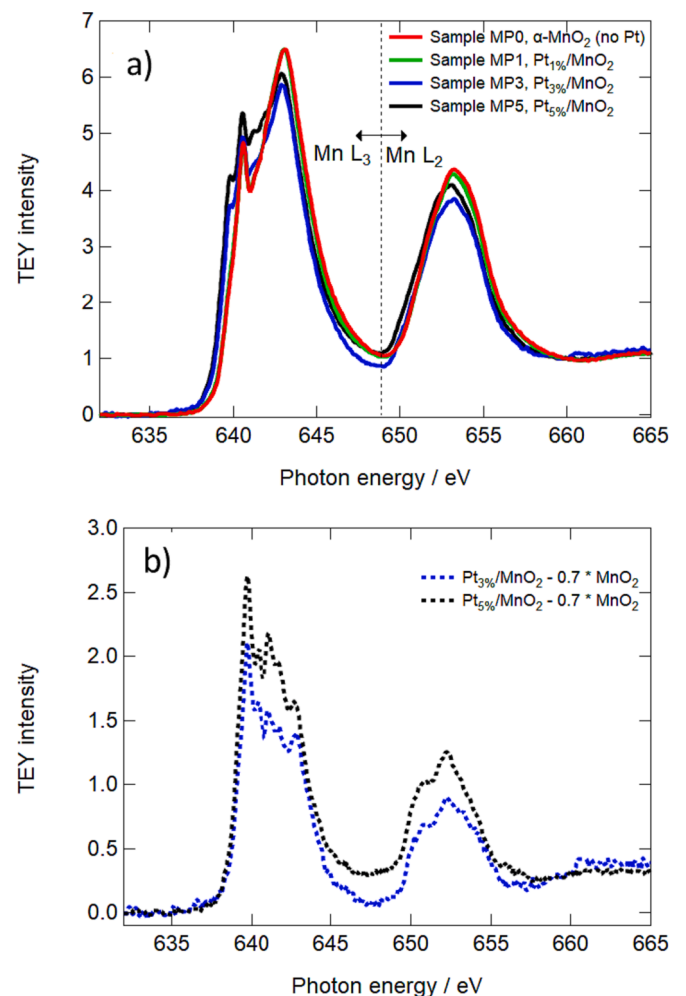 a)
Sample MP0, α-MnO₂ (no Pt)
Sample MP1, Pt₁%/MnO₂
Sample MP3, Pt₃%/MnO₂
Sample MP5, Pt₅%/MnO₂
Mn L₃ Mn L₂
TEY intensity
7
6
5
4
3
2
1
0
635 640 645 650 655 660 665
Photon energy / eV
b)
Pt₃%/MnO₂ - 0.7 * MnO₂
Pt₅%/MnO₂ - 0.7 * MnO₂
TEY intensity
3.0
2.5
2.0
1.5
1.0
0.5
0.0
635 640 645 650 655 660 665
Photon energy / eV